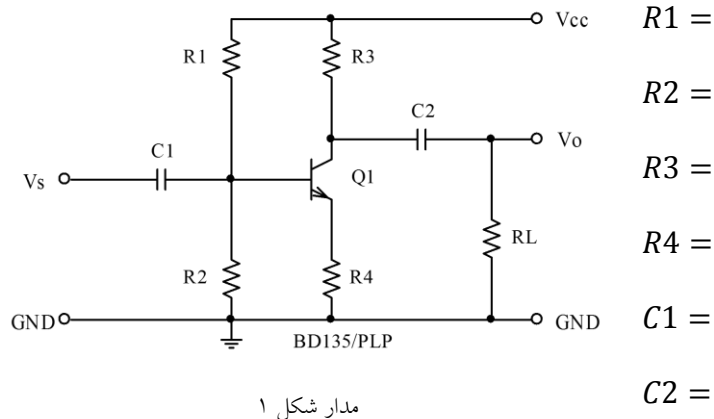 Vcc
R1 =
R1
R3
C2
R2 =
C1
Vo
Vs
Q1
R3 =
RL
R4 =
R2
R4
GND
GND
C1 =
BD135/PLP
C2 =
مدار شکل ۱